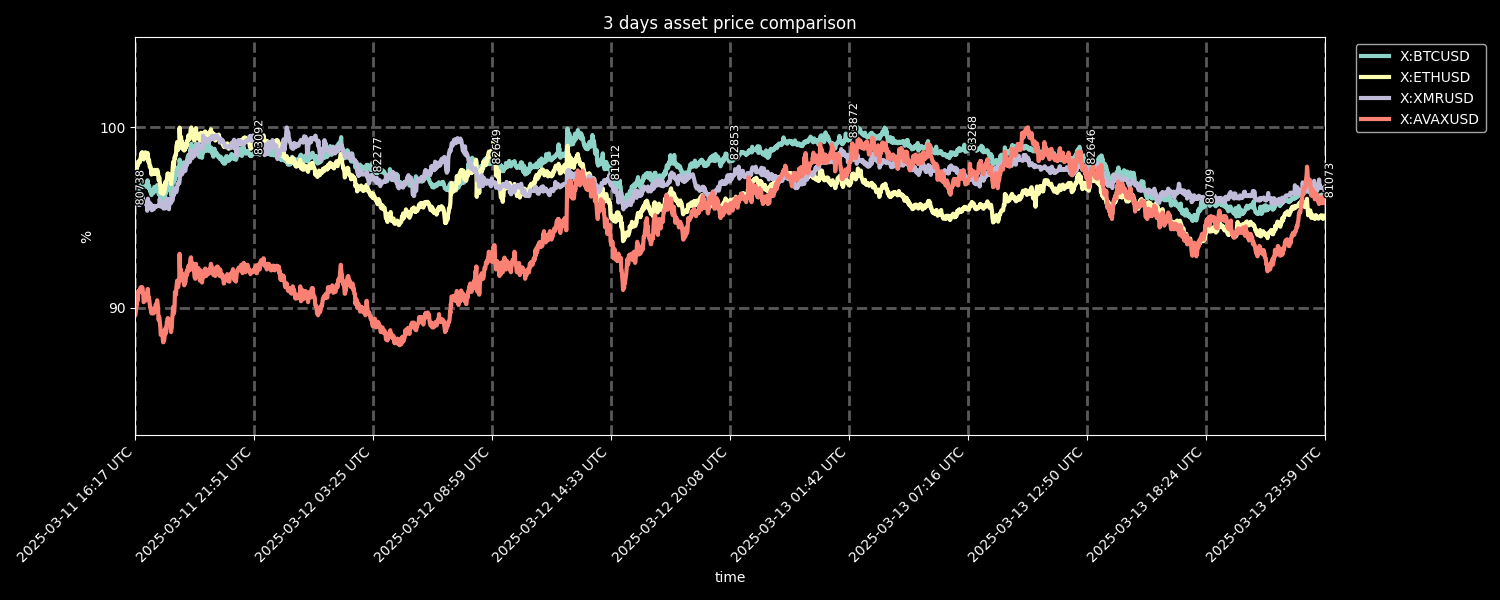 3 days asset price comparison
X:BTCUSD
X:ETHUSD
X:XMRUSD
X:AVAXUSD
100
90
%
80738
83092
82277
82649
81912
82853
83872
83268
82646
80799
81073
2025-03-11 16:17 UTC
2025-03-11 21:51 UTC
2025-03-12 03:25 UTC
2025-03-12 08:59 UTC
2025-03-12 14:33 UTC
2025-03-12 20:08 UTC
2025-03-13 01:42 UTC
2025-03-13 07:16 UTC
2025-03-13 12:50 UTC
2025-03-13 18:24 UTC
2025-03-13 23:59 UTC
time